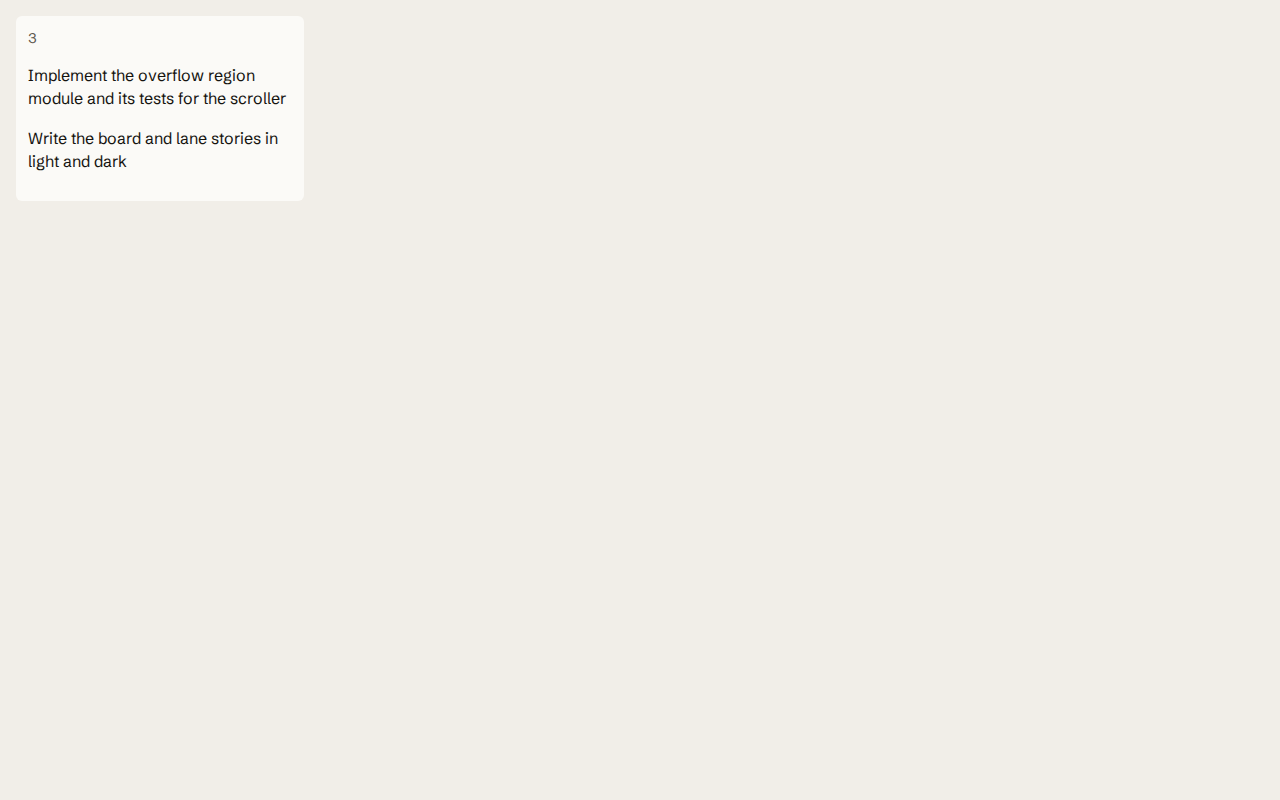 3
Implement the overflow region
module and its tests for the scroller
Write the board and lane stories in
light and dark